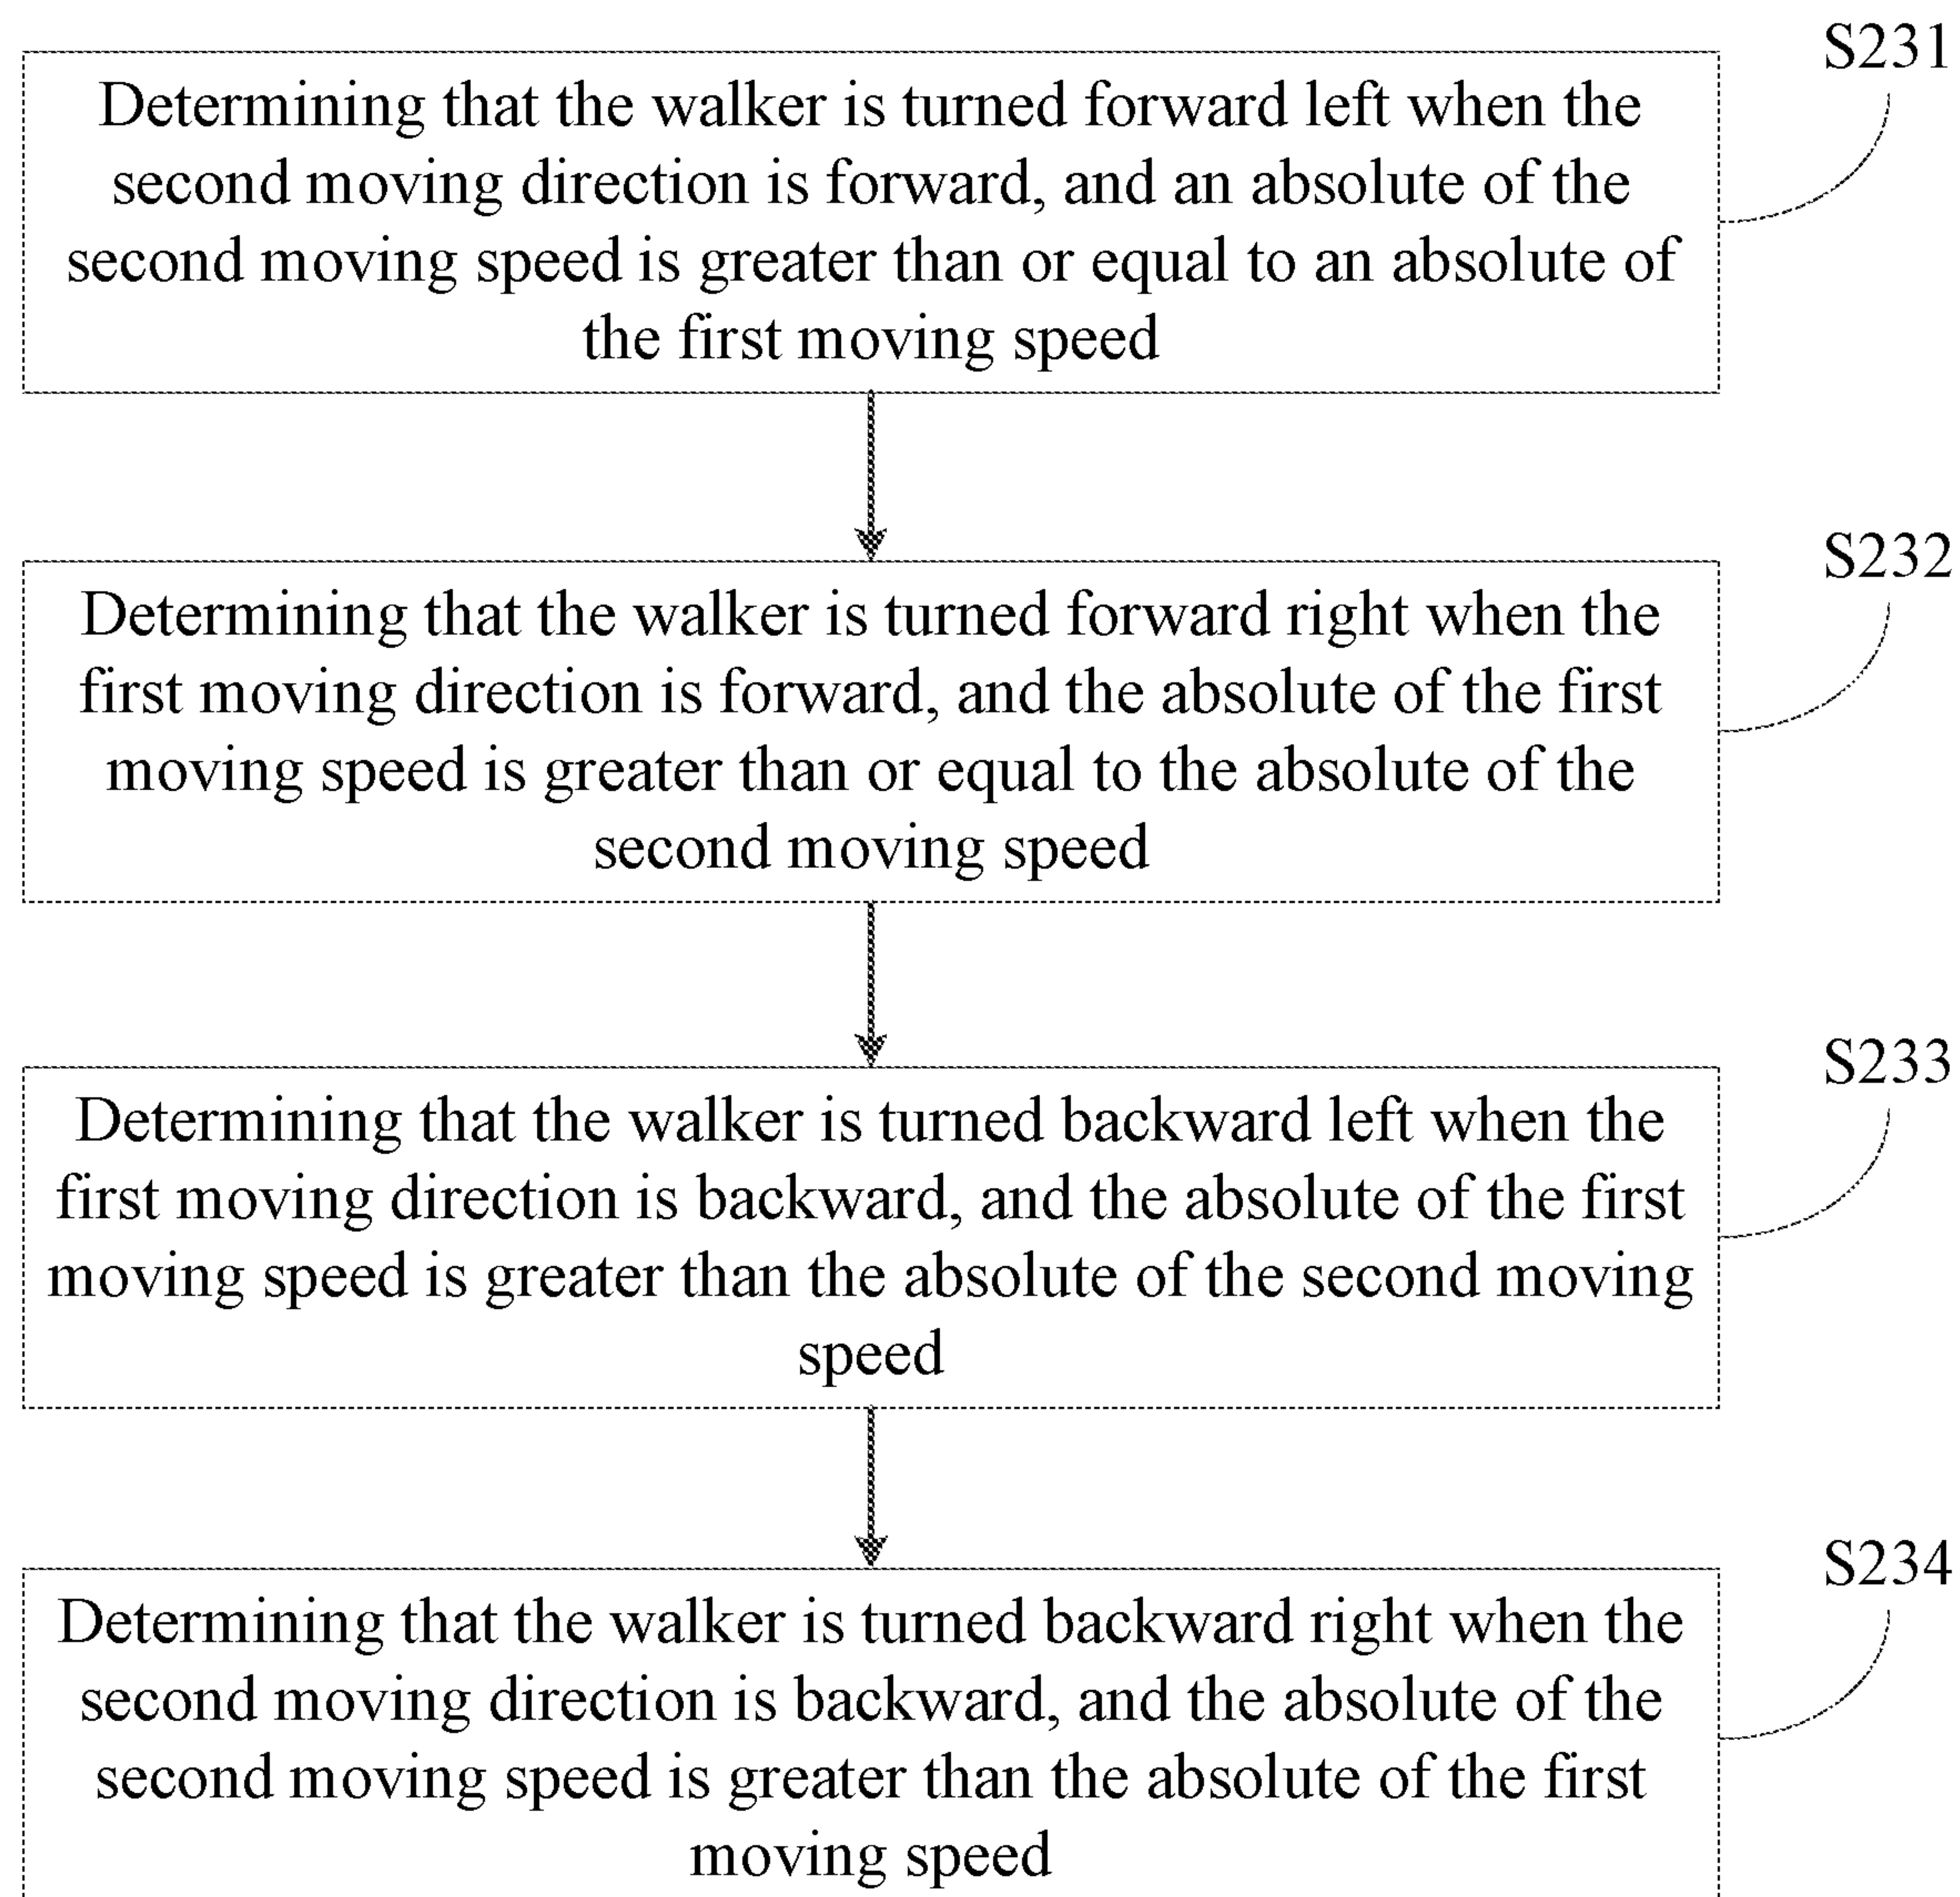 S231
Determining that the walker is turned forward left when the
second moving direction is forward, and an absolute of the
second moving speed is greater than or equal to an absolute of
the first moving speed
S232
Determining that the walker is turned forward right when the
first moving direction is forward, and the absolute of the first
moving speed is greater than or equal to the absolute of the
second moving speed
S233
Determining that the walker is turned backward left when the
first moving direction is backward, and the absolute of the first
moving speed is greater than the absolute of the second moving
speed
S234
Determining that the walker is turned backward right when the
second moving direction is backward, and the absolute of the
second moving speed is greater than the absolute of the first
moving speed